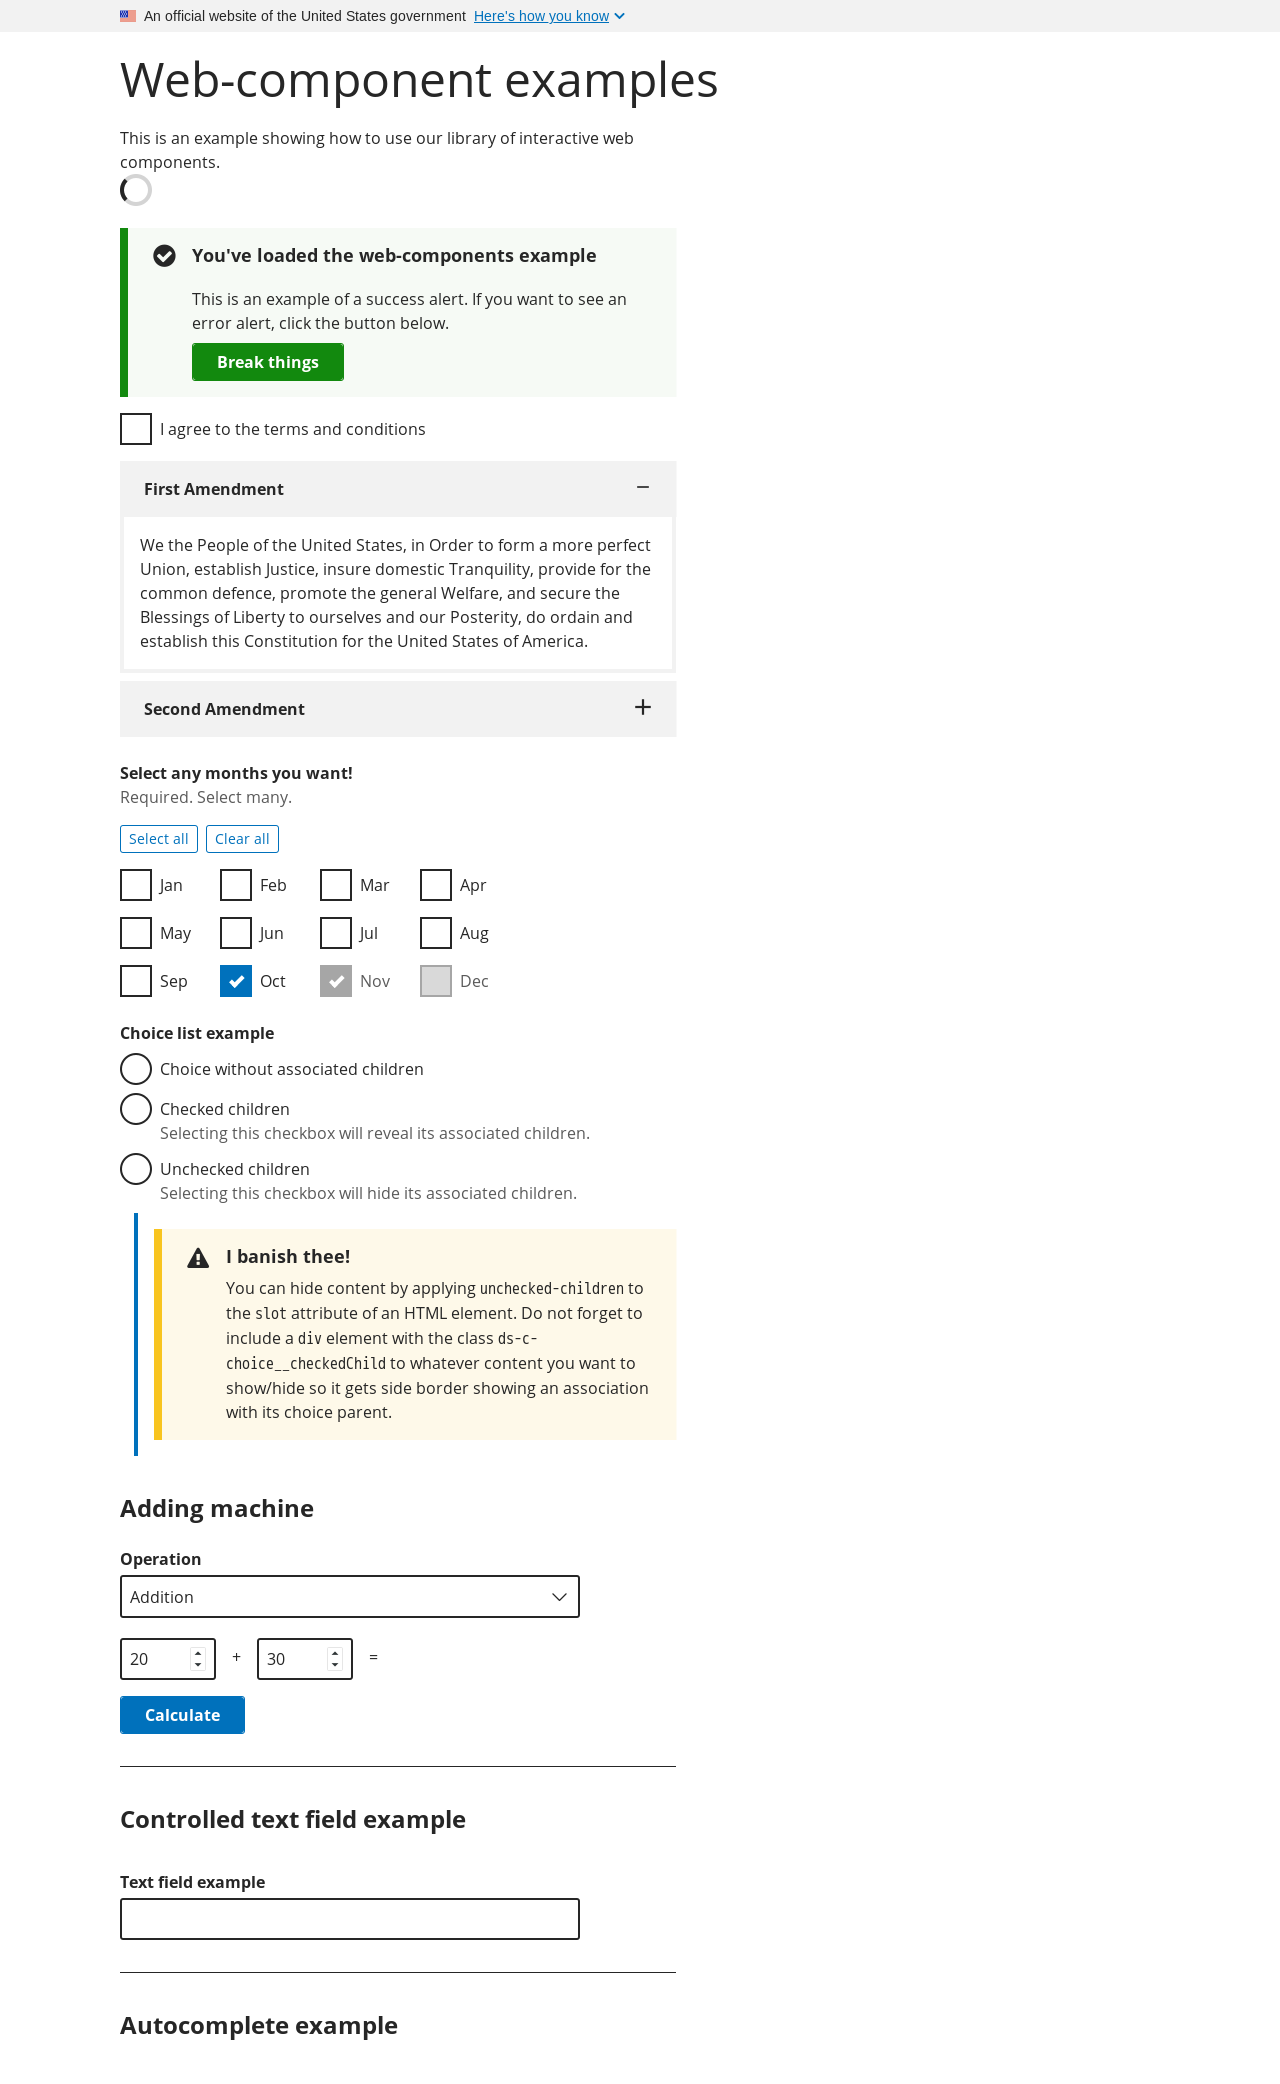 An official website of the United States government Here's how you know
Web-component examples
This is an example showing how to use our library of interactive web
components.
You've loaded the web-components example
This is an example of a success alert. If you want to see an
error alert, click the button below.
Break things
I agree to the terms and conditions
First Amendment
We the People of the United States, in Order to form a more perfect
Union, establish Justice, insure domestic Tranquility, provide for the
common defence, promote the general Welfare, and secure the
Blessings of Liberty to ourselves and our Posterity, do ordain and
establish this Constitution for the United States of America.
Second Amendment
Select any months you want!
Required. Select many.
Select all Clear all
Jan Feb Mar Apr
May Jun Jul Aug
Sep Oct Nov Dec
Choice list example
Choice without associated children
Checked children
Selecting this checkbox will reveal its associated children.
Unchecked children
Selecting this checkbox will hide its associated children.
I banish thee!
You can hide content by applying unchecked-children to
the slot attribute of an HTML element. Do not forget to
include a div element with the class ds-c-
choice__checkedChild to whatever content you want to
show/hide so it gets side border showing an association
with its choice parent.
Adding machine
Operation
Addition
20 + 30 =
Calculate
Controlled text field example
Text field example
Autocomplete example